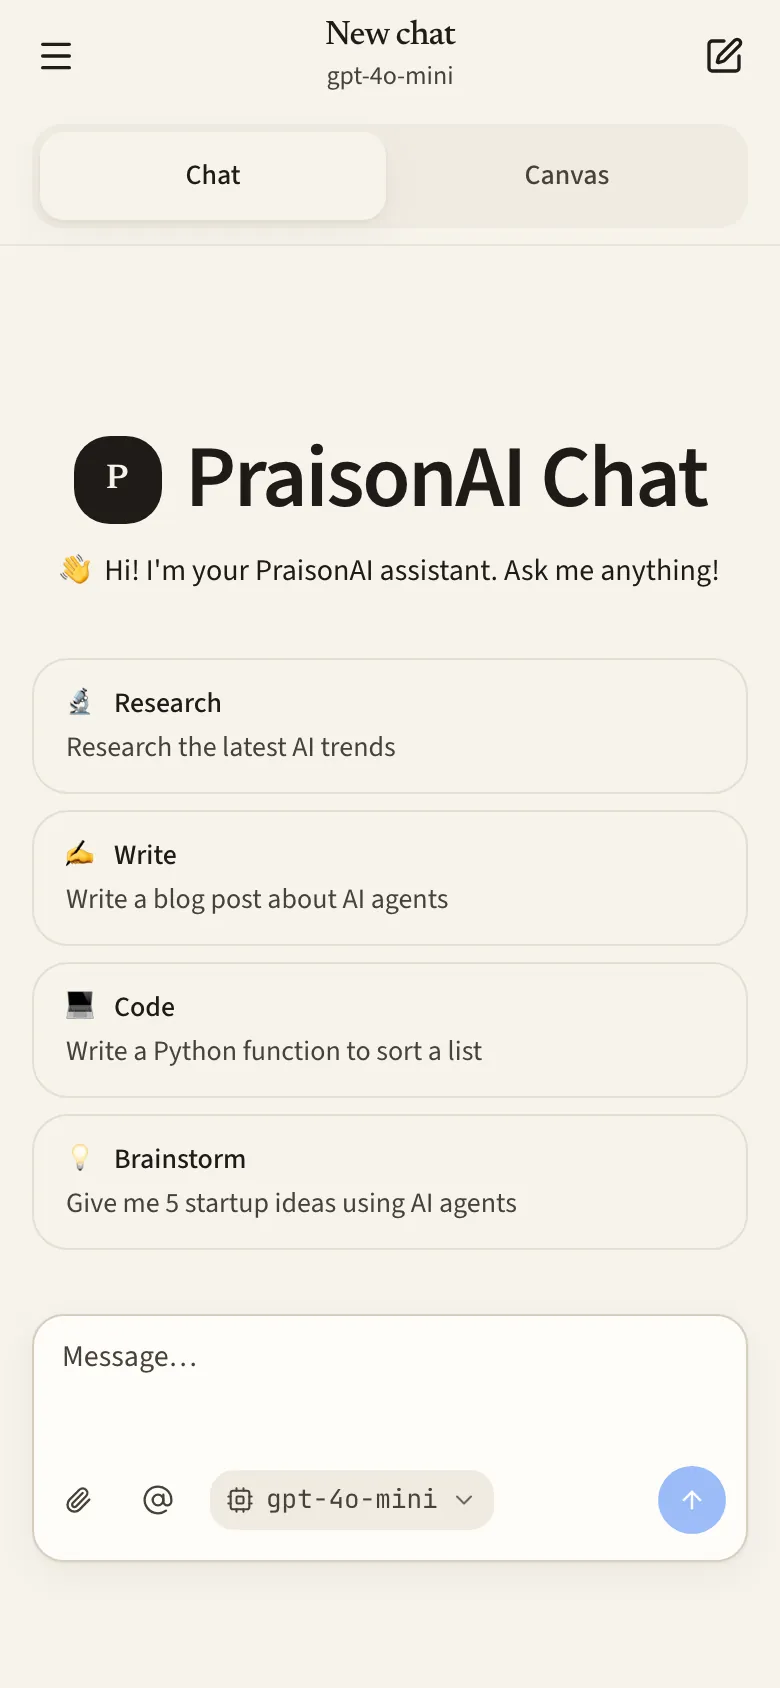 New chat
gpt-4o-mini
Chat
Canvas
P
PraisonAI Chat
👋 Hi! I'm your PraisonAI assistant. Ask me anything!
🔬 Research
Research the latest AI trends
✍️ Write
Write a blog post about AI agents
💻 Code
Write a Python function to sort a list
💡 Brainstorm
Give me 5 startup ideas using AI agents
Message…
gpt-4o-mini